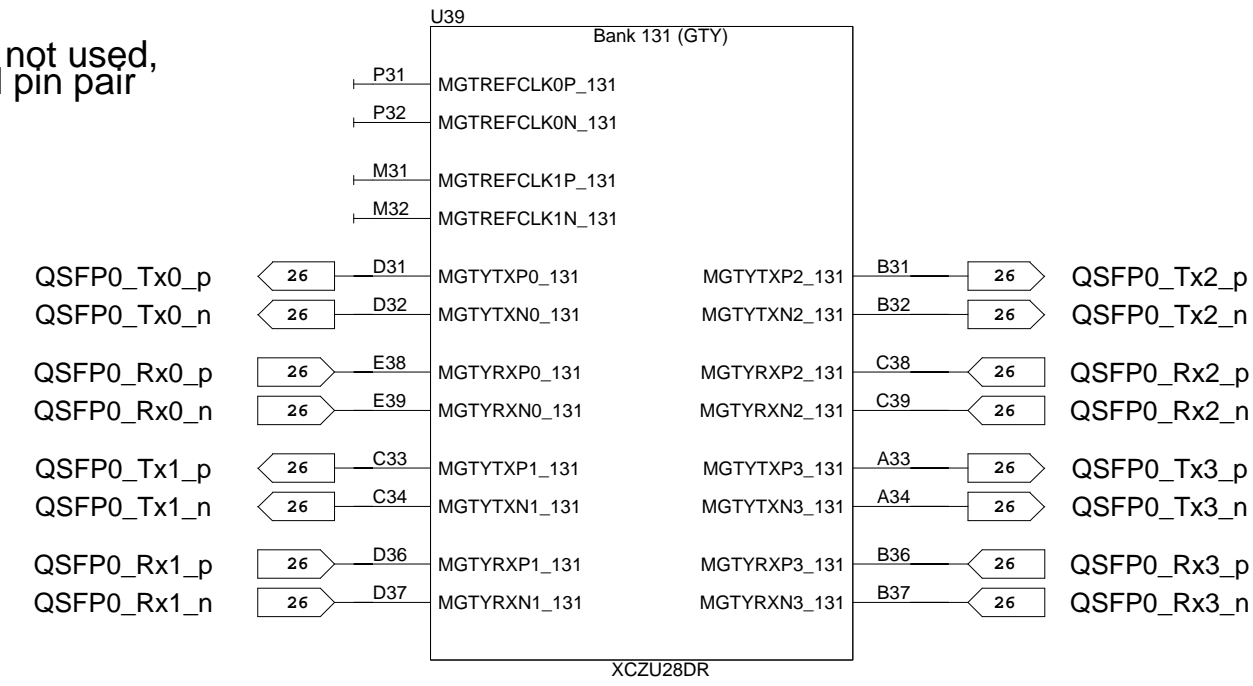 U39
Bank 131 (GTY)
not used,
pin pair
P31 MGTREFCLK0P_131
P32 MGTREFCLK0N_131
M31 MGTREFCLK1P_131
M32 MGTREFCLK1N_131
QSFP0_Tx0_p 26 D31 MGTYTXP0_131 MGTYTXP2_131 B31 26 QSFP0_Tx2_p
QSFP0_Tx0_n 26 D32 MGTYTXN0_131 MGTYTXN2_131 B32 26 QSFP0_Tx2_n
QSFP0_Rx0_p 26 E38 MGTYRXP0_131 MGTYRXP2_131 C38 26 QSFP0_Rx2_p
QSFP0_Rx0_n 26 E39 MGTYRXN0_131 MGTYRXN2_131 C39 26 QSFP0_Rx2_n
QSFP0_Tx1_p 26 C33 MGTYTXP1_131 MGTYTXP3_131 A33 26 QSFP0_Tx3_p
QSFP0_Tx1_n 26 C34 MGTYTXN1_131 MGTYTXN3_131 A34 26 QSFP0_Tx3_n
QSFP0_Rx1_p 26 D36 MGTYRXP1_131 MGTYRXP3_131 B36 26 QSFP0_Rx3_p
QSFP0_Rx1_n 26 D37 MGTYRXN1_131 MGTYRXN3_131 B37 26 QSFP0_Rx3_n
XCZU28DR